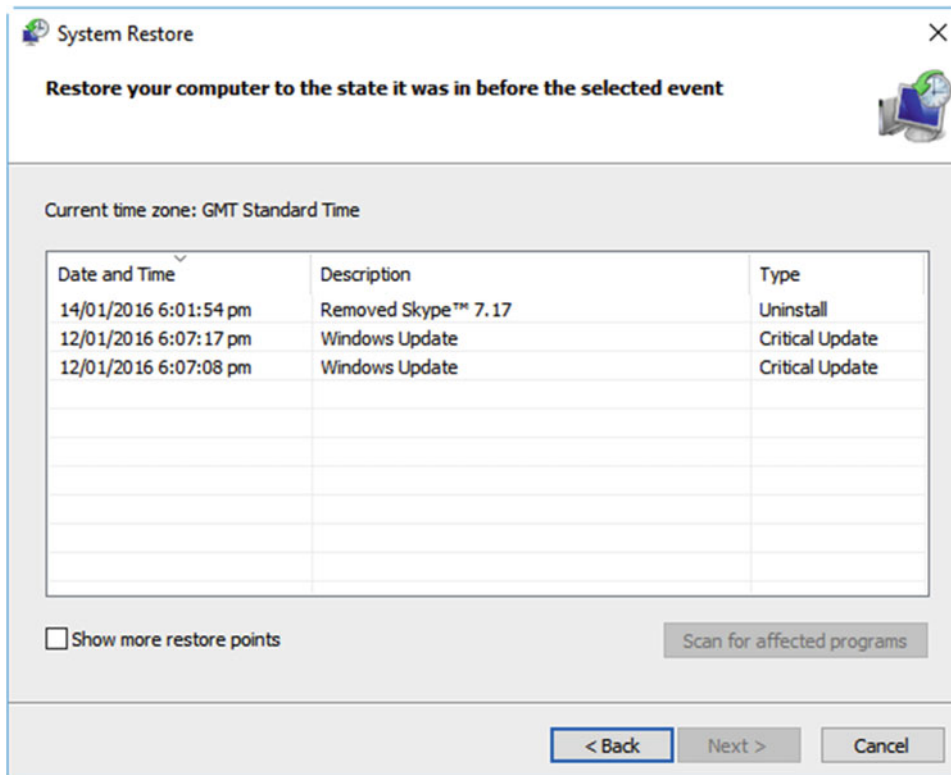 System Restore
Restore your computer to the state it was in before the selected event
Current time zone: GMT Standard Time
Date and Time Description Type
14/01/2016 6:01:54 pm Removed Skype™ 7.17 Uninstall
12/01/2016 6:07:17 pm Windows Update Critical Update
12/01/2016 6:07:08 pm Windows Update Critical Update
Show more restore points Scan for affected programs
< Back Next > Cancel